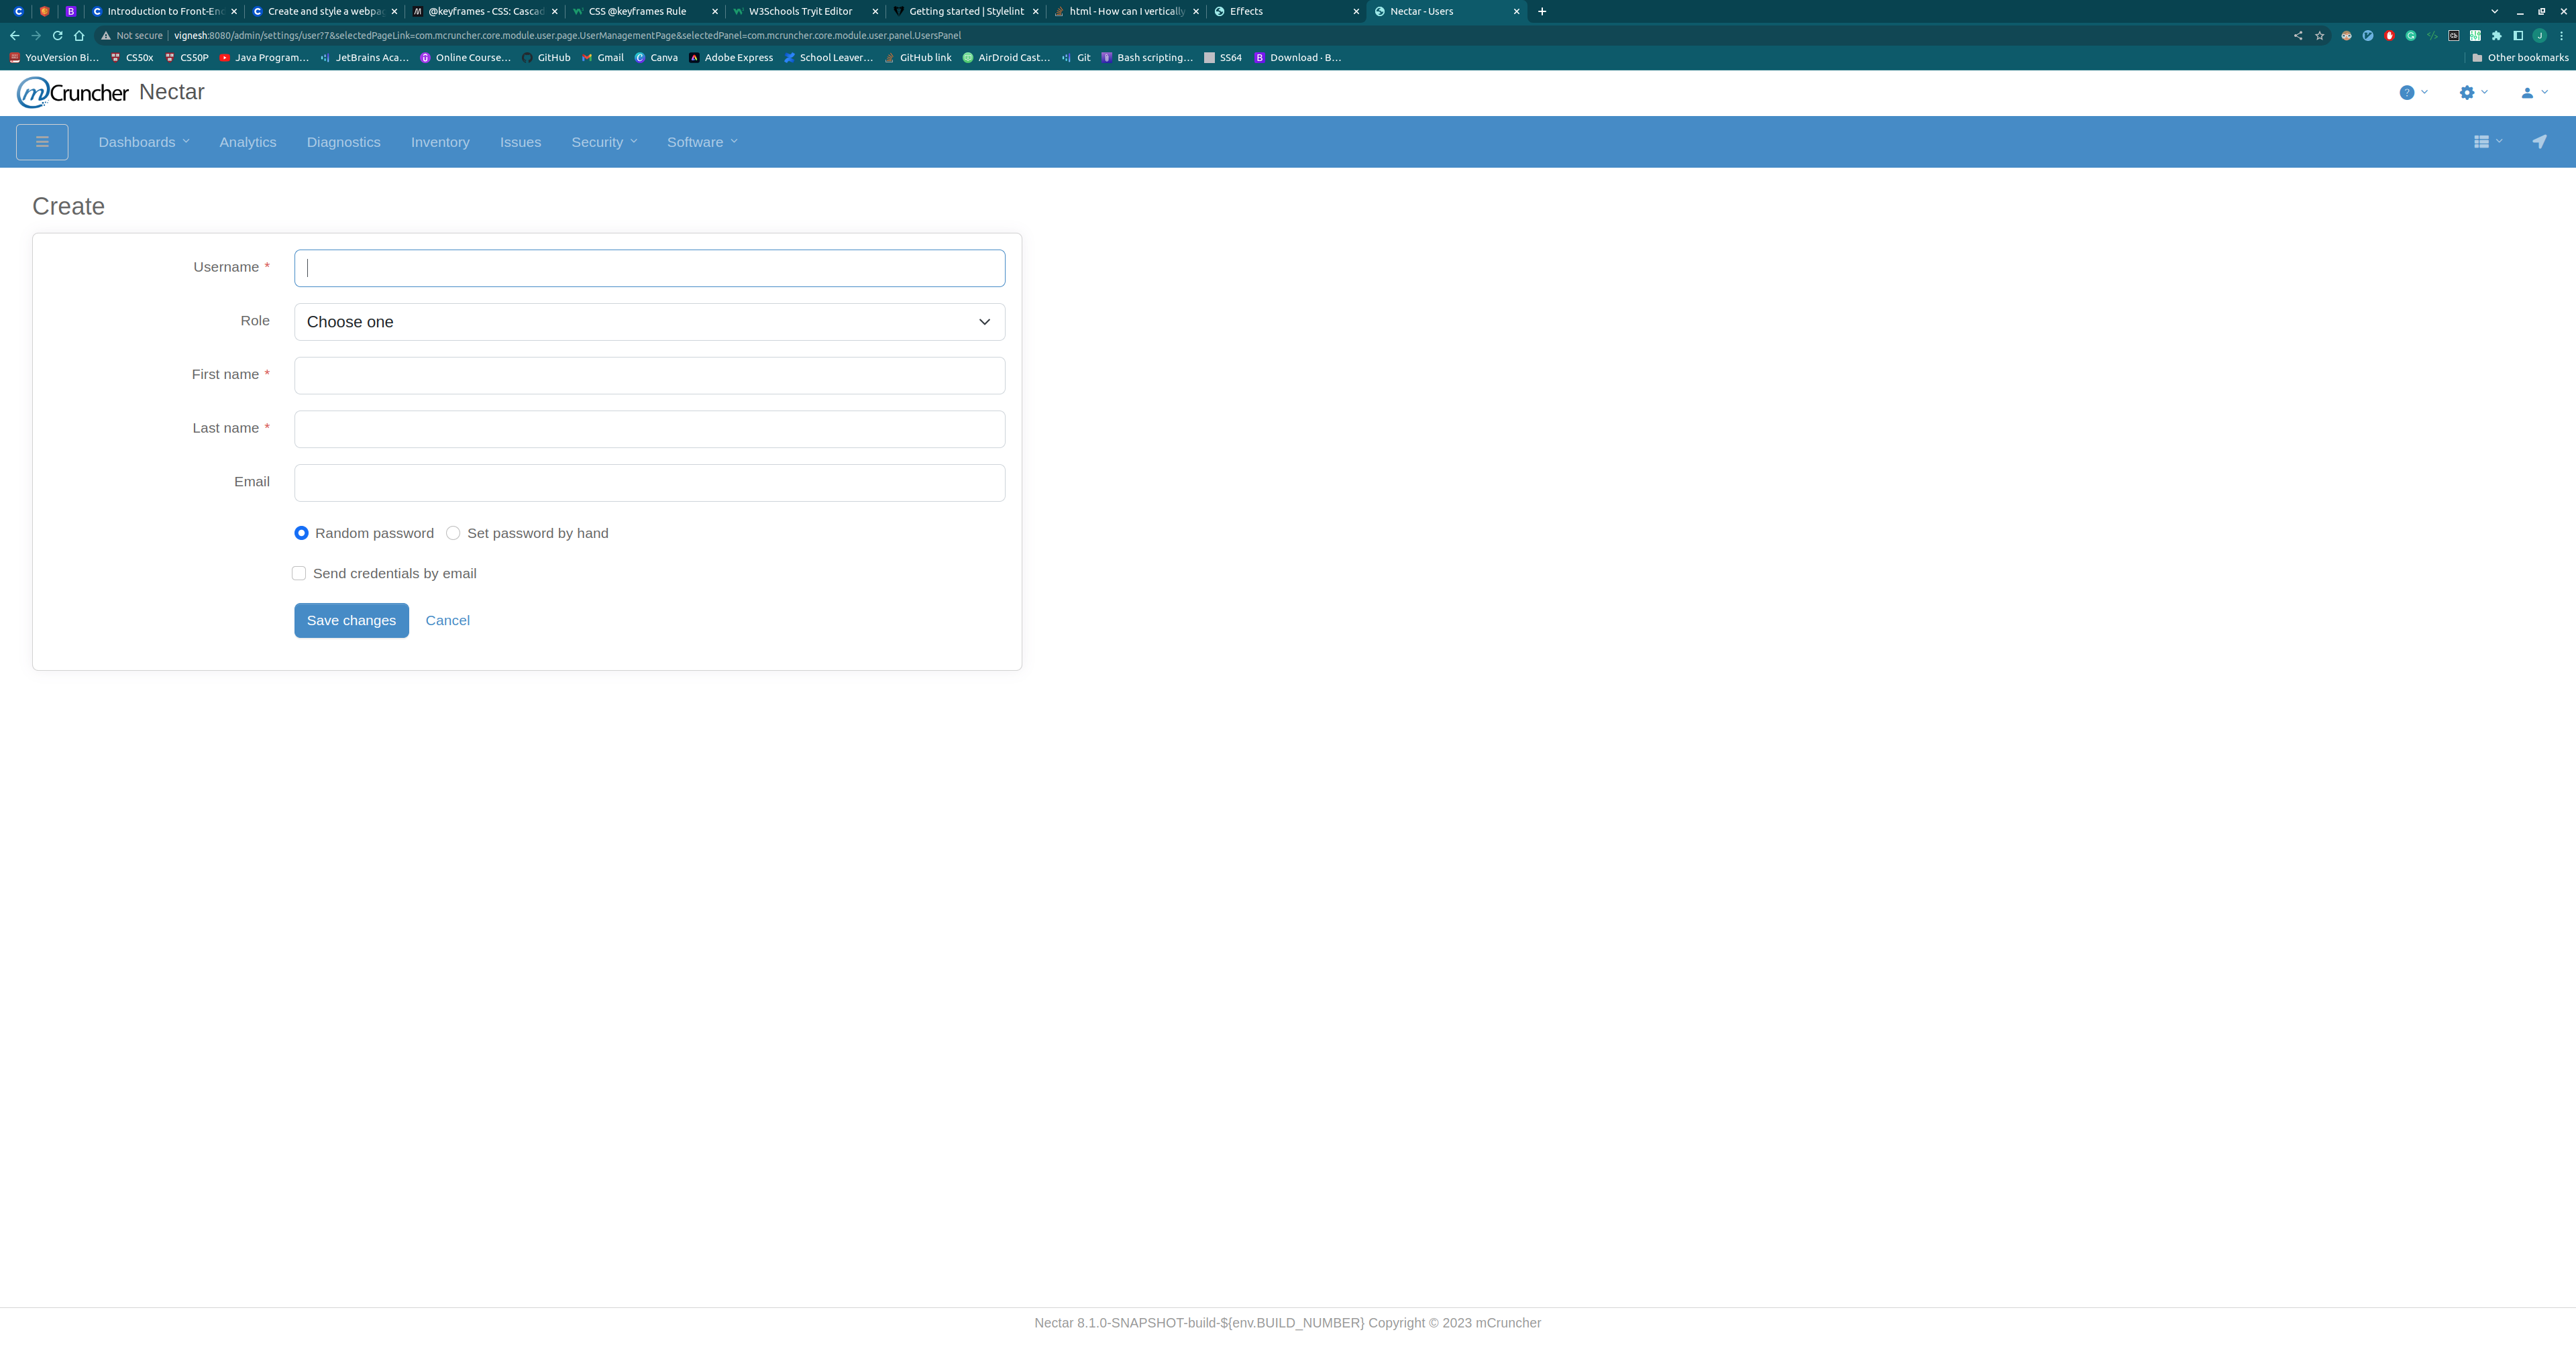 Introduction to Front-En
Create and style a webpa
@keyframes - CSS: Cascad
CSS @keyframes Rule
W3Schools Tryit Editor
Getting started | Stylelint
html - How can I vertically
Effects
Nectar - Users
Not secure
vignesh:8080/admin/settings/user?7&selectedPageLink=com.mcruncher.core.module.user.page.UserManagementPage&selectedPanel=com.mcruncher.core.module.user.panel.UsersPanel
YouVersion Bi...
CS50x
CS50P
Java Program...
JetBrains Aca...
Online Course...
GitHub
Gmail
Canva
Adobe Express
School Leaver...
GitHub link
AirDroid Cast...
Git
Bash scripting...
SS64
Download · B...
Other bookmarks
mCruncher Nectar
Dashboards
Analytics
Diagnostics
Inventory
Issues
Security
Software
Create
Username *
Role
Choose one
First name *
Last name *
Email
Random password
Set password by hand
Send credentials by email
Save changes
Cancel
Nectar 8.1.0-SNAPSHOT-build-${env.BUILD_NUMBER} Copyright © 2023 mCruncher